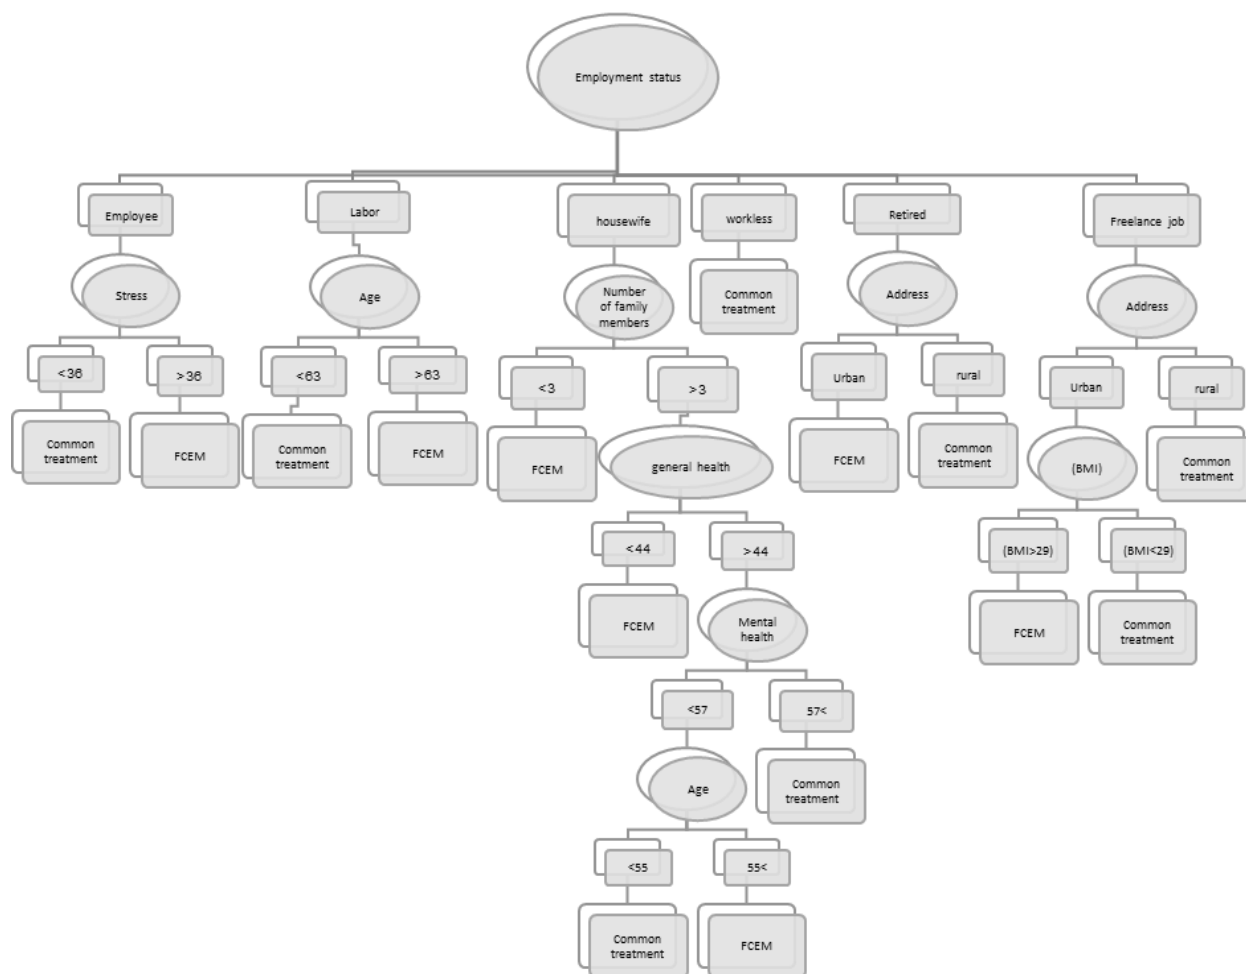 Employment status
Employee
Labor
housewife
workless
Retired
Freelance job
Stress
Age
Number
of family
members
Common
treatment
Address
Address
<36
>36
<63
>63
<3
>3
Urban
rural
Urban
rural
Common
treatment
FCEM
Common
treatment
FCEM
FCEM
general health
FCEM
Common
treatment
(BMI)
Common
treatment
<44
>44
(BMI>29)
(BMI<29)
FCEM
Mental
health
FCEM
Common
treatment
<57
57<
Age
Common
treatment
<55
55<
Common
treatment
FCEM